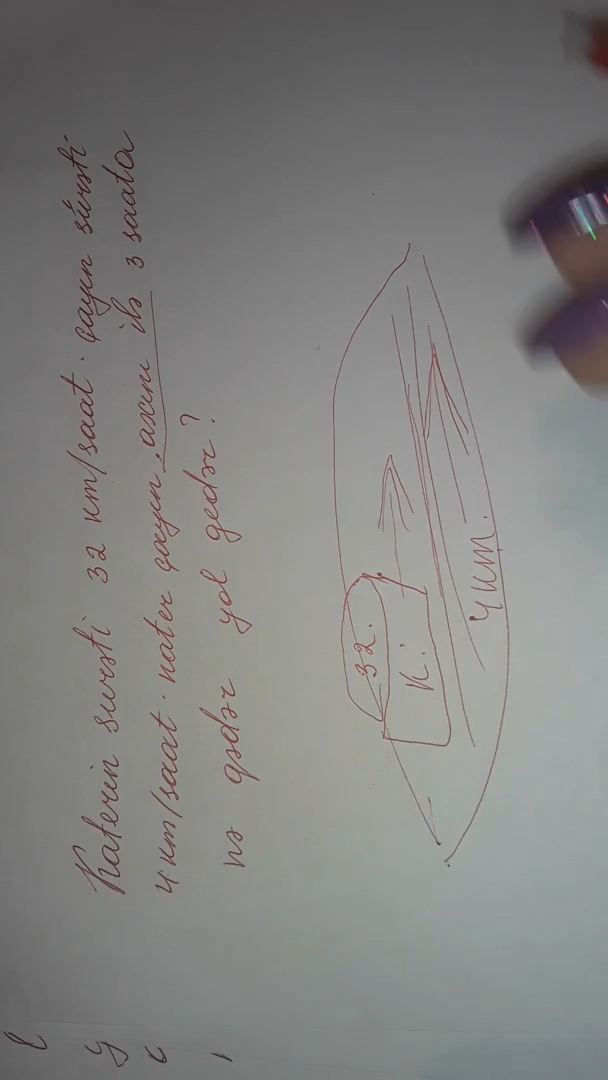 Katerin sürəti 32 km/saat. çayın sürəti
4 km/saat. kater çayın axını ilə 3 saata
nə qədər yol gedər?
32.
K.
4 km.